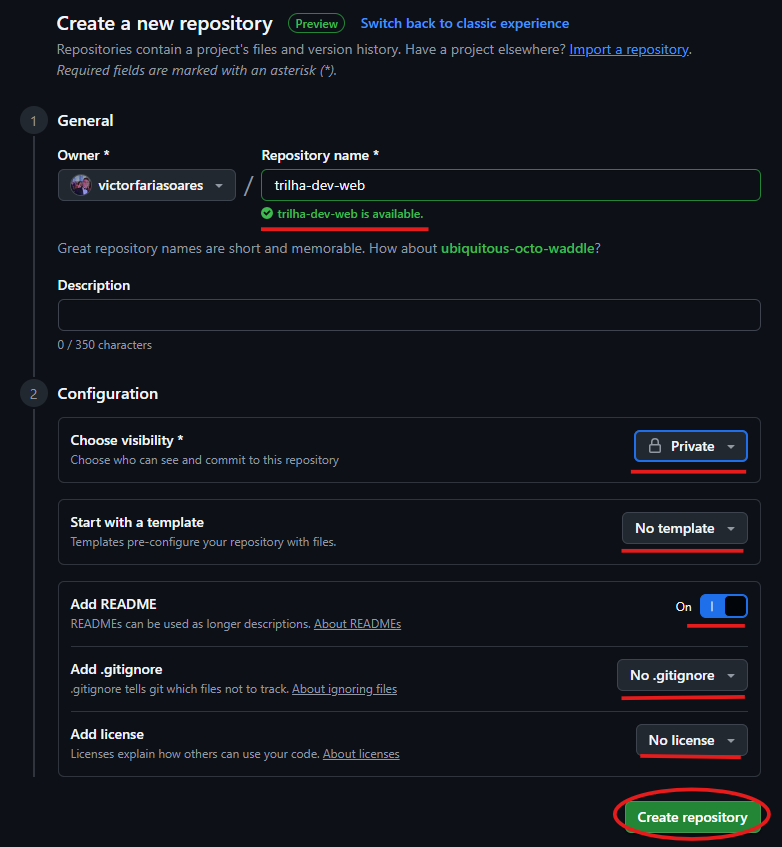 Create a new repository Preview Switch back to classic experience
Repositories contain a project's files and version history. Have a project elsewhere? Import a repository.
Required fields are marked with an asterisk (*).
1 General
Owner * Repository name *
victorfariasoares / trilha-dev-web
trilha-dev-web is available.
Great repository names are short and memorable. How about ubiquitous-octo-waddle?
Description
0 / 350 characters
2 Configuration
Choose visibility * Private
Choose who can see and commit to this repository
Start with a template No template
Templates pre-configure your repository with files.
Add README On
READMEs can be used as longer descriptions. About READMEs
Add .gitignore No .gitignore
.gitignore tells git which files not to track. About ignoring files
Add license No license
Licenses explain how others can use your code. About licenses
Create repository